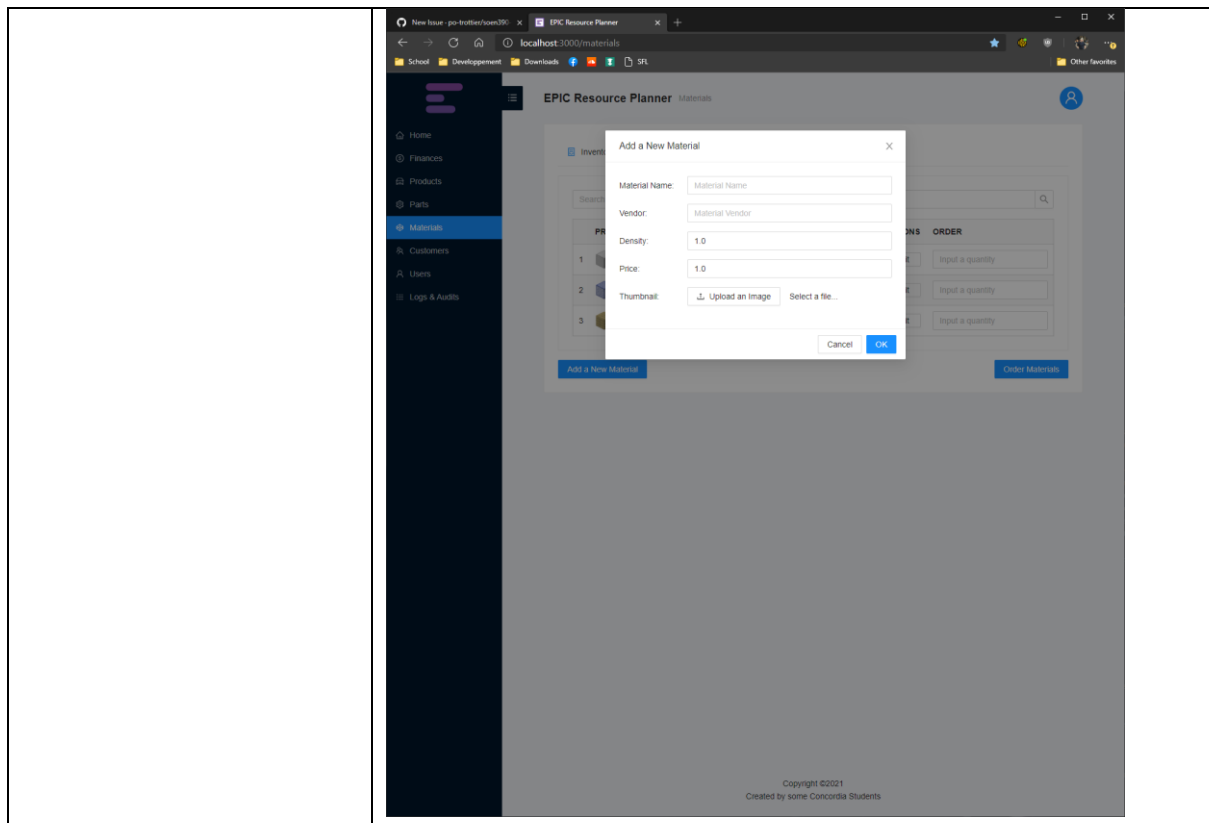 New Issue · po-trottier/soen390
EPIC Resource Planner
localhost:3000/materials
School Developpement Downloads SFL Other favorites
EPIC Resource Planner Materials
Home
Finances
Products
Parts
Materials
Customers
Users
Logs & Audits
Add a New Material
Material Name: Material Name
Vendor: Material Vendor
Density: 1.0
Price: 1.0
Thumbnail: Upload an Image Select a file...
Cancel OK
Invent
Search
PR ONS ORDER
1 Input a quantity
2 Input a quantity
3 Input a quantity
Add a New Material Order Materials
Copyright ©2021
Created by some Concordia Students